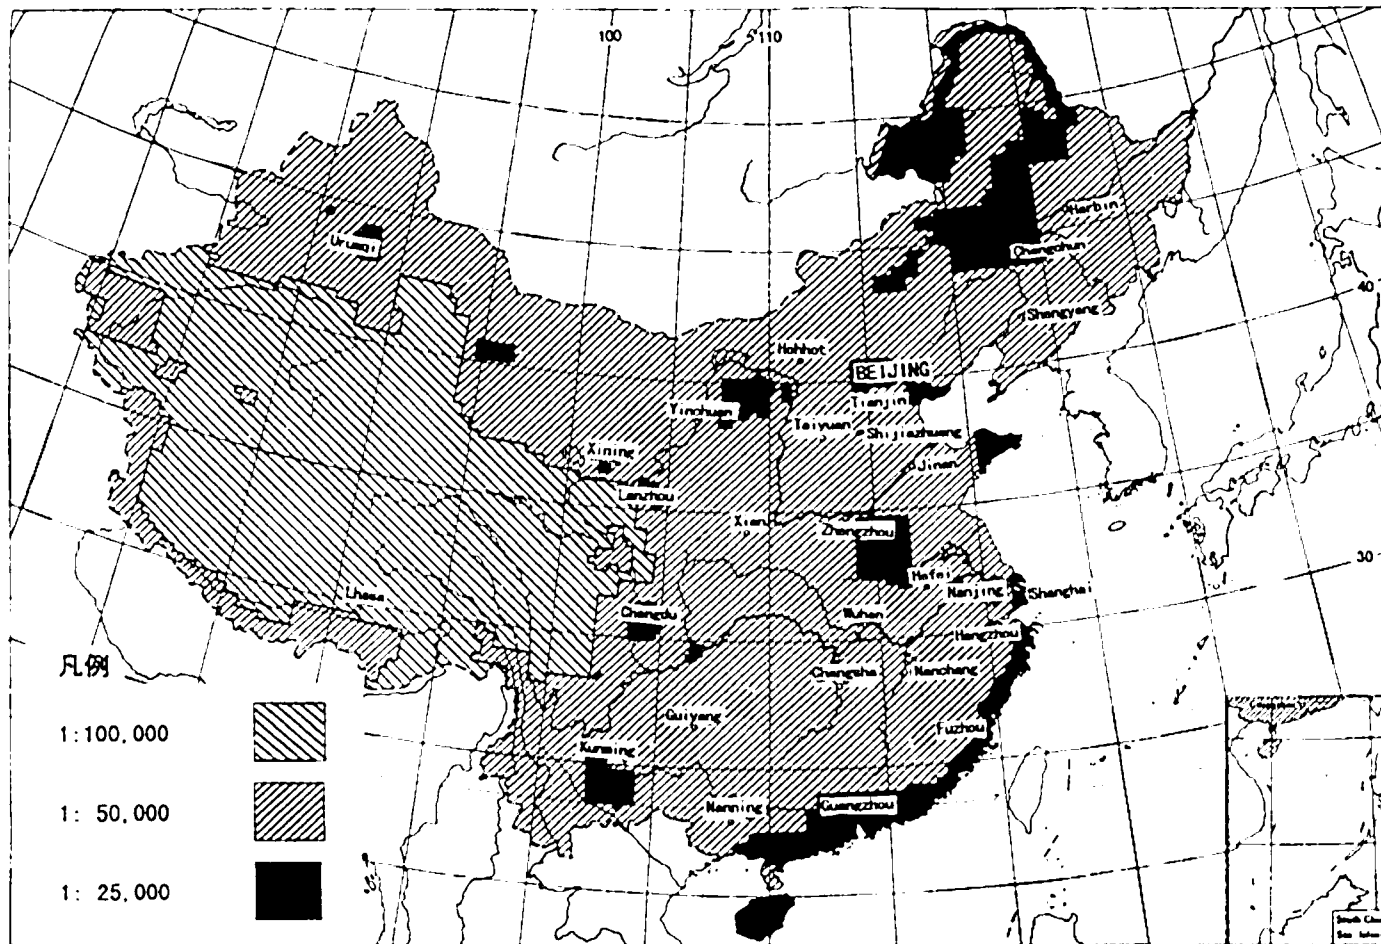 100
110
Urumqi
Harbin
Changchun
Shenyang
40
Hohhot
BEIJING
Tianjin
Yinchuan
Taiyuan
Shijiazhuang
Xining
Jinan
Lanzhou
Xian
Zhengzhou
30
Hefei
Nanjing
Shanghai
Lhasa
Chengdu
Wuhan
Hangzhou
凡例
Changsha
Nanchang
1:100,000
Guiyang
Fuzhou
Kunming
1: 50,000
Nanning
Guangzhou
1: 25,000